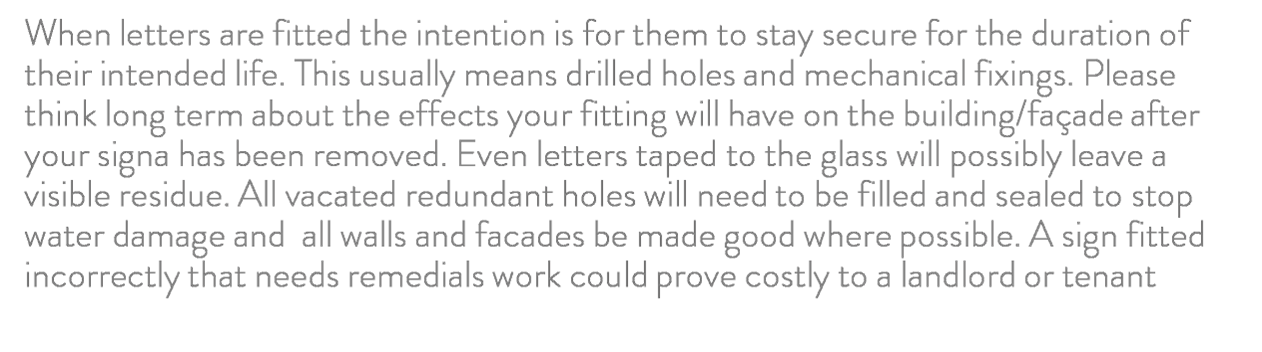 When letters are fitted the intention is for them to stay secure for the duration of
their intended life. This usually means drilled holes and mechanical fixings. Please
think long term about the effects your fitting will have on the building/façade after
your signa has been removed. Even letters taped to the glass will possibly leave a
visible residue. All vacated redundant holes will need to be filled and sealed to stop
water damage and  all walls and facades be made good where possible. A sign fitted
incorrectly that needs remedials work could prove costly to a landlord or tenant